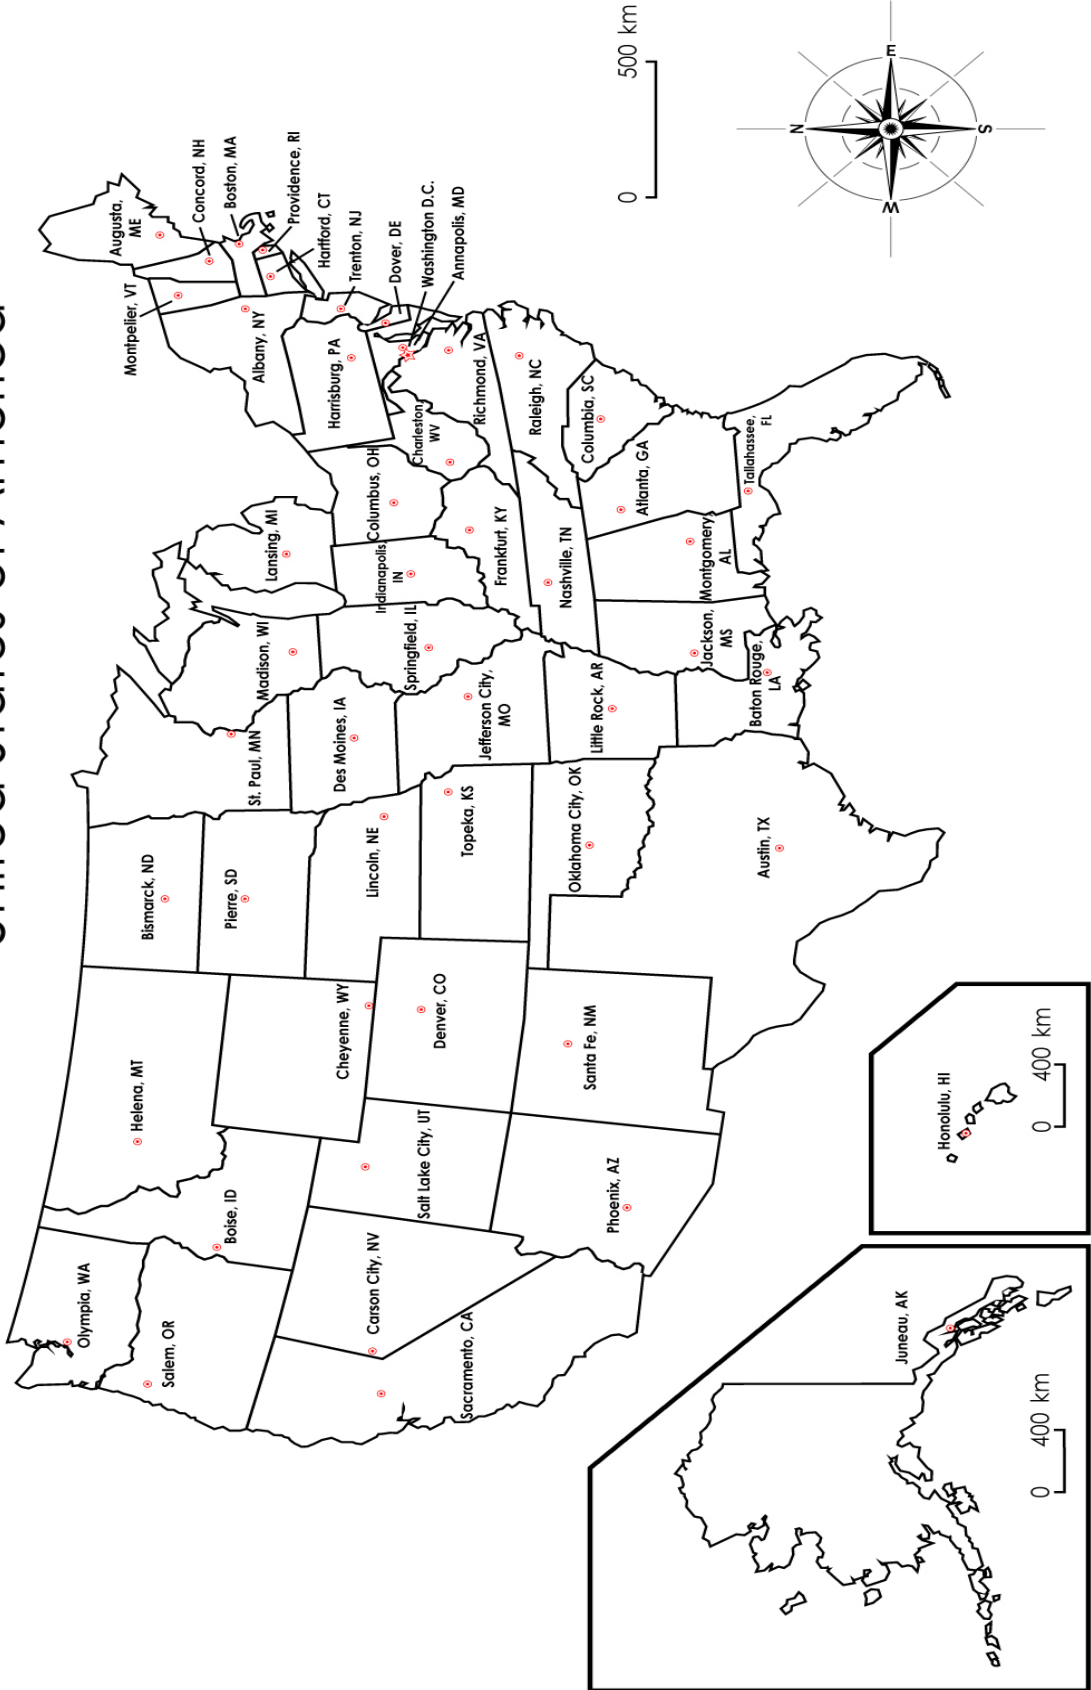 United States of America
Augusta,
ME
Concord, NH
Boston, MA
Providence, RI
Hartford, CT
Montpelier, VT
Albany, NY
Trenton, NJ
Dover, DE
Washington D.C.
Annapolis, MD
Harrisburg, PA
Charleston,
WV
Richmond, VA
Raleigh, NC
Columbia, SC
Atlanta, GA
Tallahassee,
FL
Columbus, OH
Lansing, MI
Indianapolis,
IN
Frankfurt, KY
Nashville, TN
Montgomery,
AL
Madison, WI
Springfield, IL
Jackson,
MS
Baton Rouge,
LA
St. Paul, MN
Des Moines, IA
Jefferson City,
MO
Little Rock, AR
Bismarck, ND
Pierre, SD
Lincoln, NE
Topeka, KS
Oklahoma City, OK
Austin, TX
Helena, MT
Cheyenne, WY
Denver, CO
Santa Fe, NM
Boise, ID
Salt Lake City, UT
Phoenix, AZ
Olympia, WA
Salem, OR
Carson City, NV
Sacramento, CA
Juneau, AK
0 400 km
Honolulu, HI
0 400 km
0 500 km
N
E
S
W